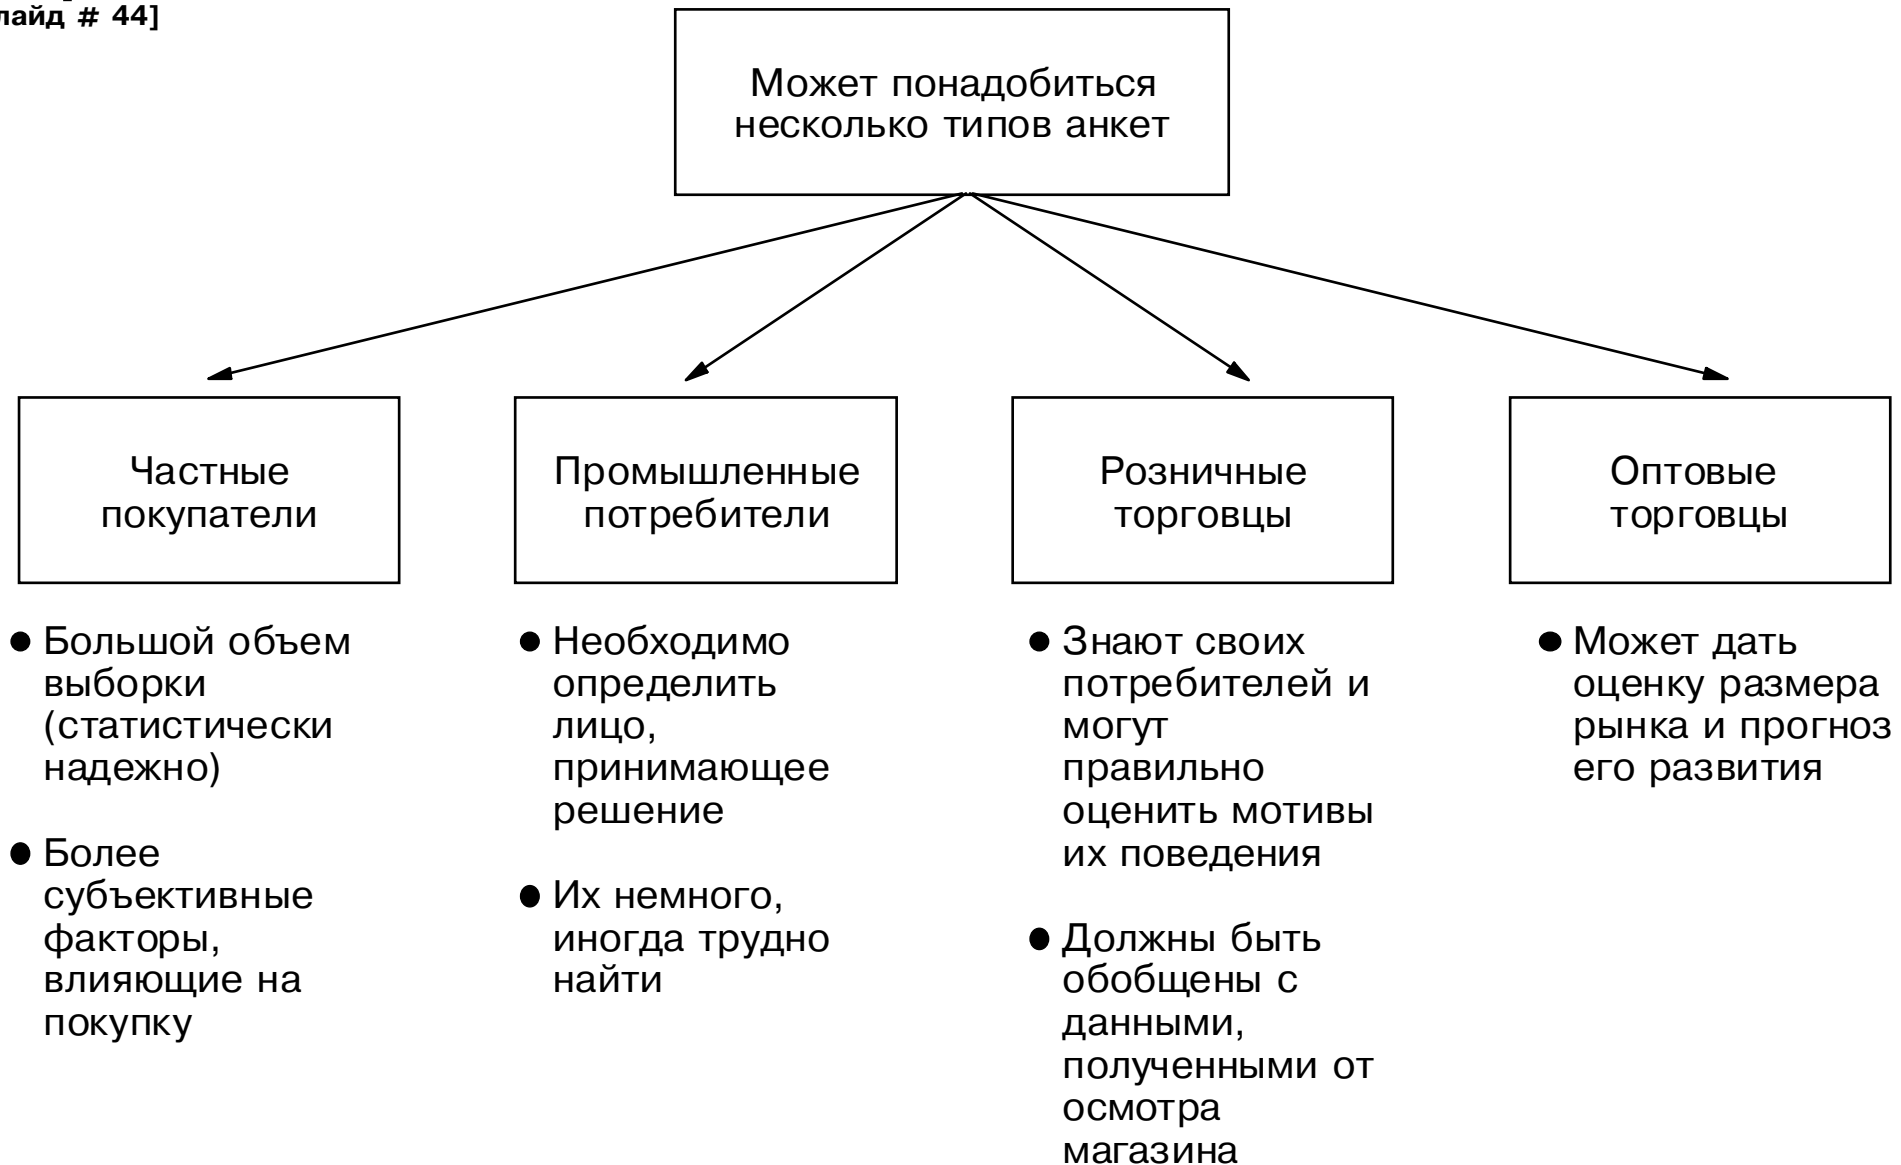 лайд # 44]
Может понадобиться
несколько типов анкет
Частные
покупатели
Промышленные
потребители
Розничные
торговцы
Оптовые
торговцы
● Большой объем
выборки
(статистически
надежно)
● Более
субъективные
факторы,
влияющие на
покупку
● Необходимо
определить
лицо,
принимающее
решение
● Их немного,
иногда трудно
найти
● Знают своих
потребителей и
могут
правильно
оценить мотивы
их поведения
● Должны быть
обобщены с
данными,
полученными от
осмотра
магазина
● Может дать
оценку размера
рынка и прогноз
его развития